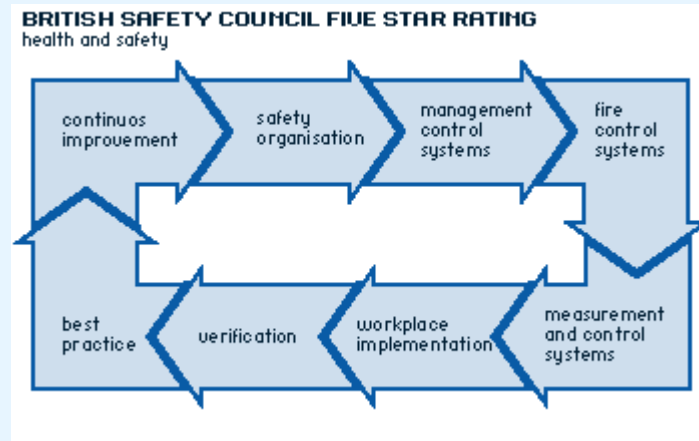 BRITISH SAFETY COUNCIL FIVE STAR RATING
health and safety
continuos
improvement
safety
organisation
management
control
systems
fire
control
systems
measurement
and control
systems
workplace
implementation
verification
best
practice